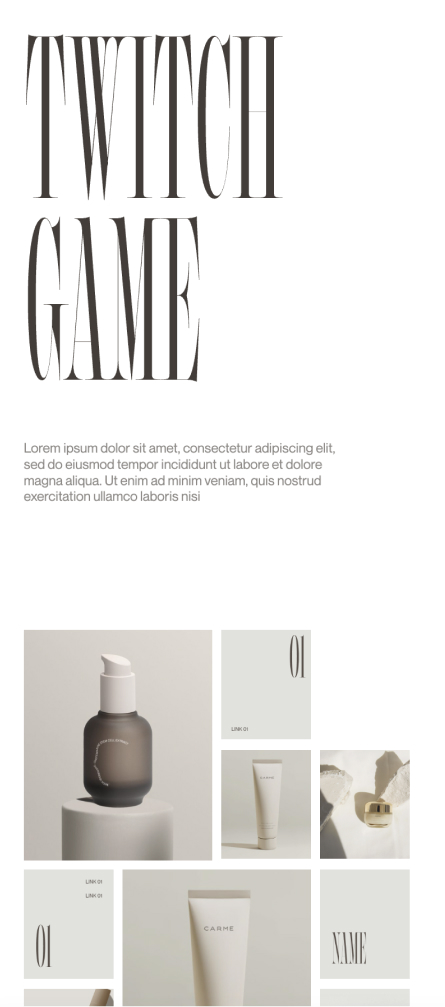 TWITCH
GAME
Lorem ipsum dolor sit amet, consectetur adipiscing elit,
sed do eiusmod tempor incididunt ut labore et dolore
magna aliqua. Ut enim ad minim veniam, quis nostrud
exercitation ullamco laboris nisi
01
LINK 01
CARME
LINK 01
LINK 01
01
CARME
NAME